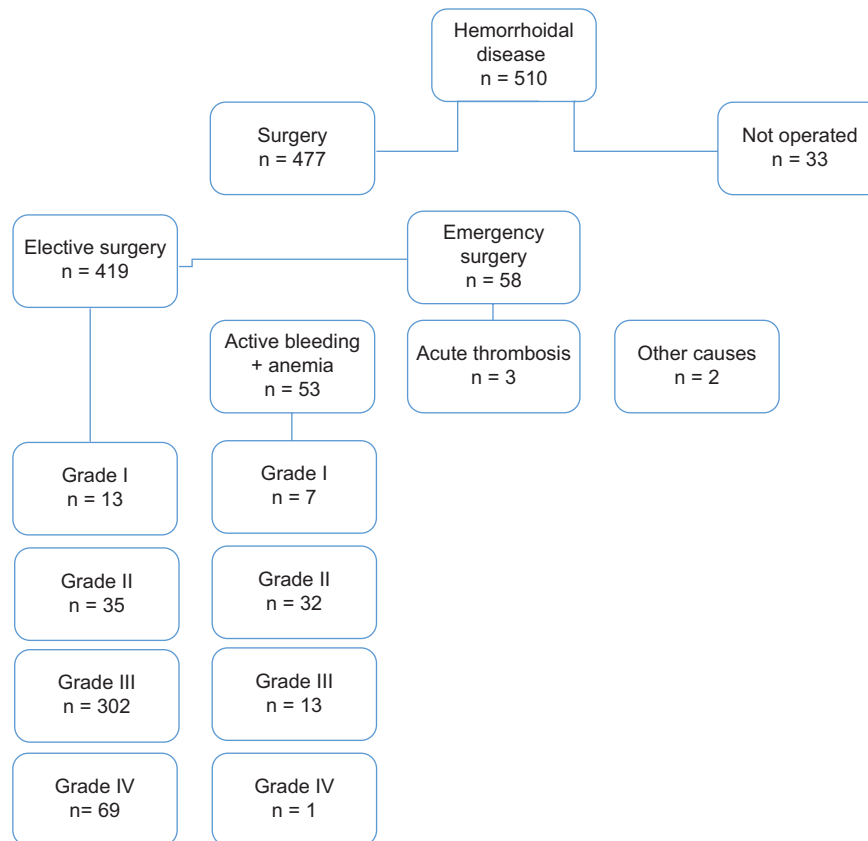 Hemorrhoidal
disease
n = 510
Surgery
n = 477
Not operated
n = 33
Elective surgery
n = 419
Emergency
surgery
n = 58
Active bleeding
+ anemia
n = 53
Acute thrombosis
n = 3
Other causes
n = 2
Grade I
n = 13
Grade I
n = 7
Grade II
n = 35
Grade II
n = 32
Grade III
n = 302
Grade III
n = 13
Grade IV
n= 69
Grade IV
n = 1